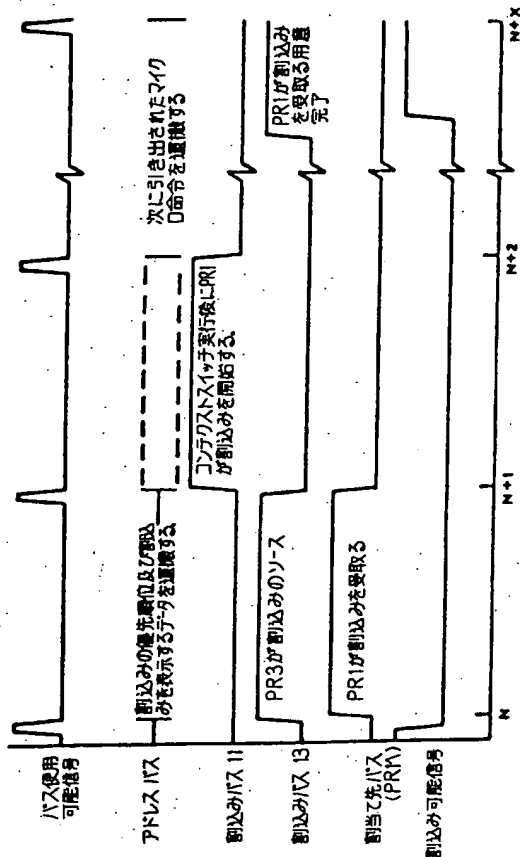 バス使用
可能信号
アドレス バス
割込みの優先順位及び割込
みを表示するデータを運搬する。
次に引き出されたマイク
ロ命令を運搬する
割込みバス 11
コンテクストスイッチ実行後にPR1
が割込みを開始する。
割込みバス 13
PR3が割込みのソース
PR1が割込み
を受取る用意
完了
割当て先バス
(PRM)
PR1が割込みを受取る
割込み可能信号
N
N+1
N+2
N+X